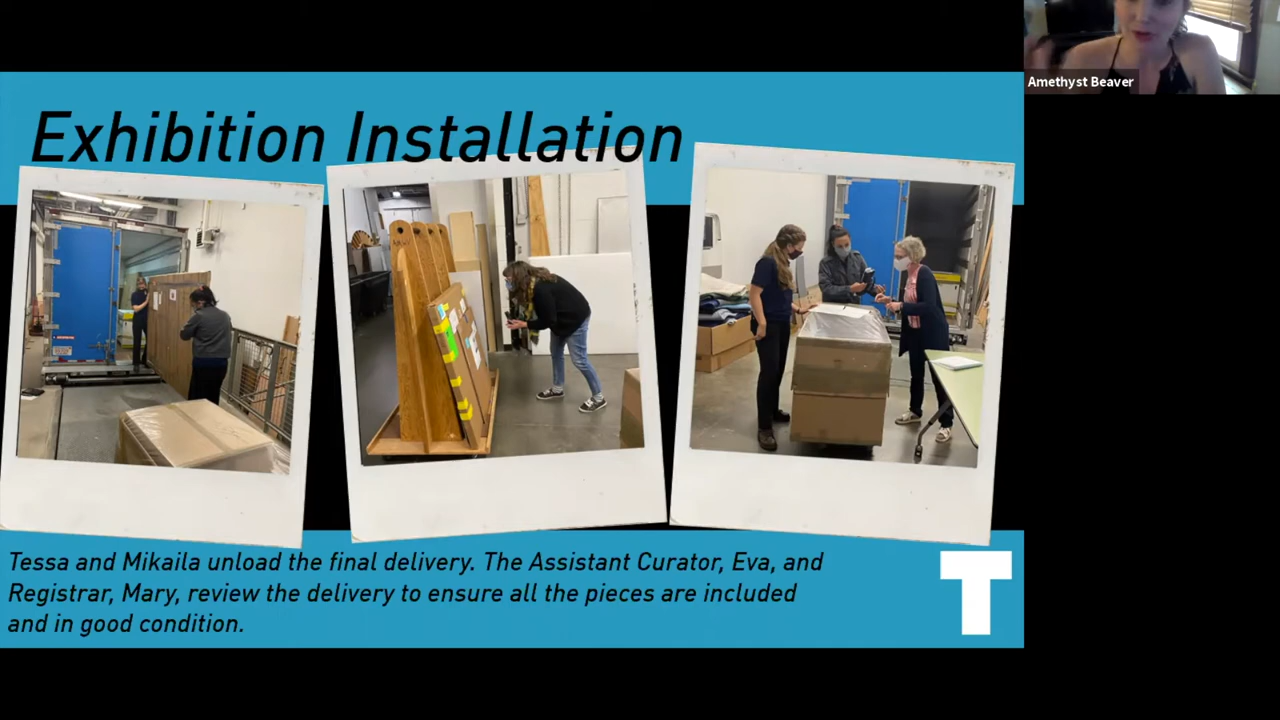 Amethyst Beaver
Exhibition Installation
Tessa and Mikaila unload the final delivery. The Assistant Curator, Eva, and
Registrar, Mary, review the delivery to ensure all the pieces are included
and in good condition.
T